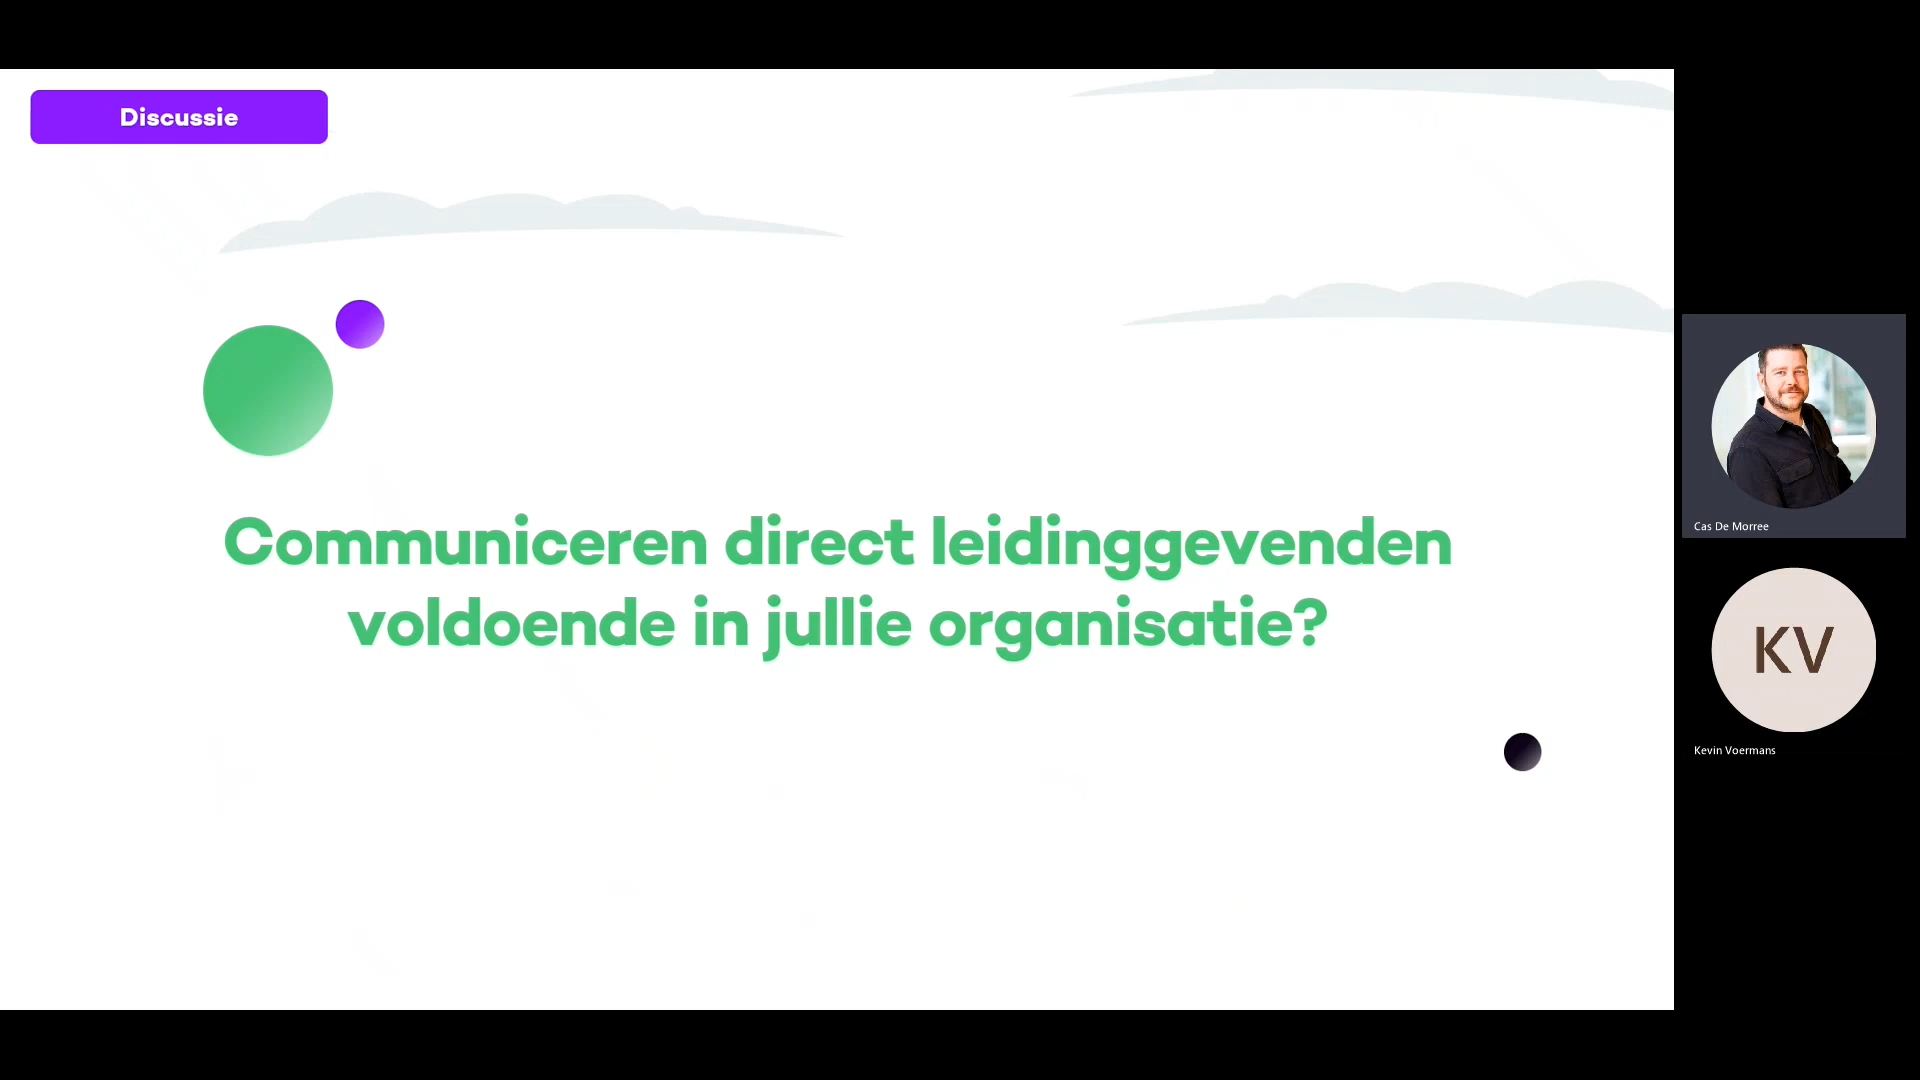 Discussie
Communiceren direct leidinggevenden
voldoende in jullie organisatie?
Cas De Morree
KV
Kevin Voermans